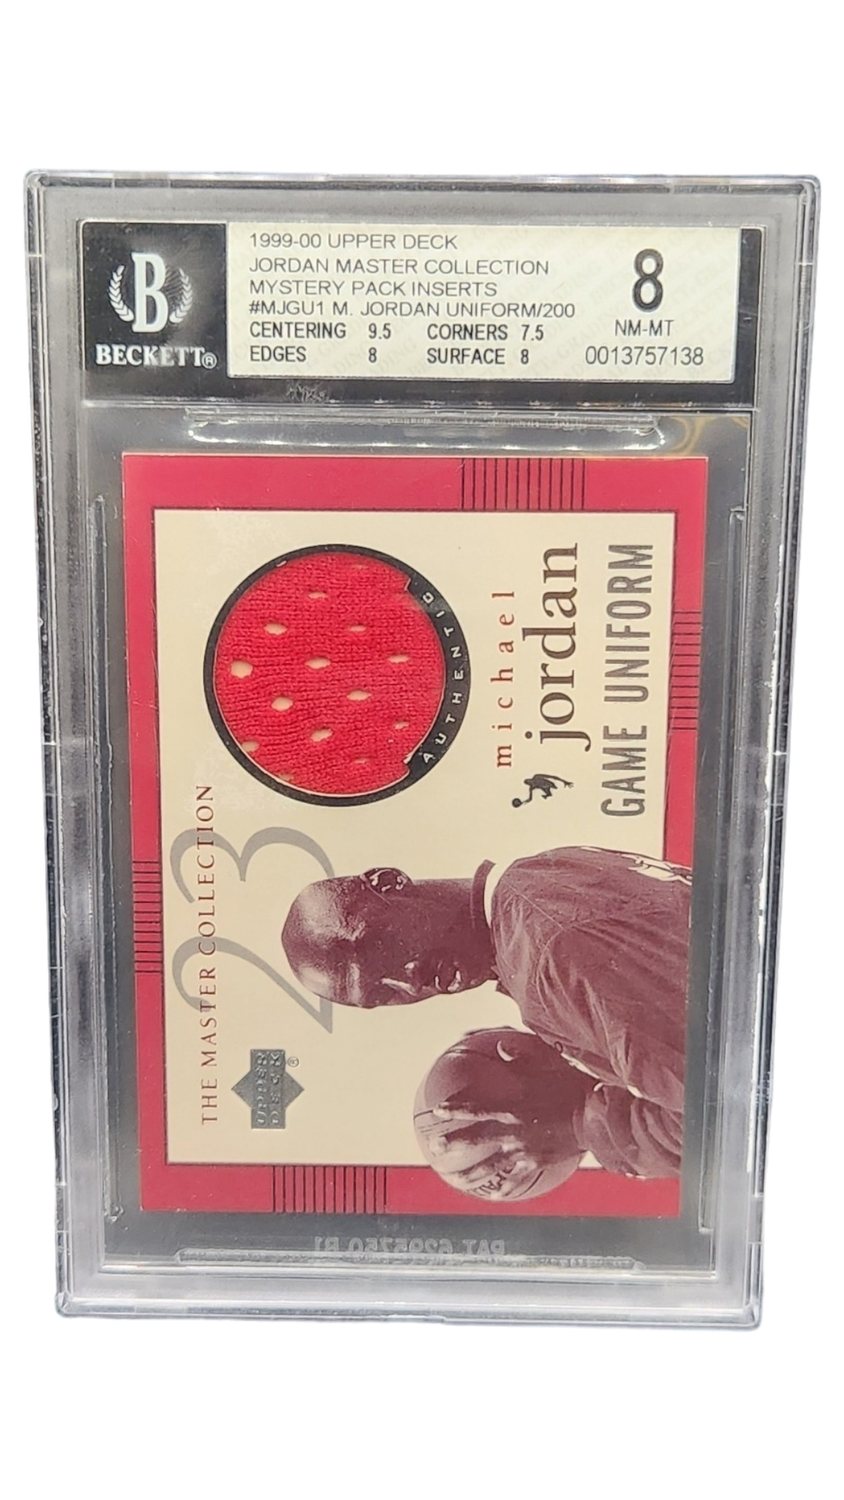 1999-00 UPPER DECK
JORDAN MASTER COLLECTION
MYSTERY PACK INSERTS
#MJGU1 M. JORDAN UNIFORM/200
CENTERING 9.5 CORNERS 7.5
EDGES 8 SURFACE 8
8
NM-MT
0013757138
B
BECKETT®
THE MASTER COLLECTION
23
UPPER
DECK
®
AUTHENTIC
michael
jordan
GAME UNIFORM